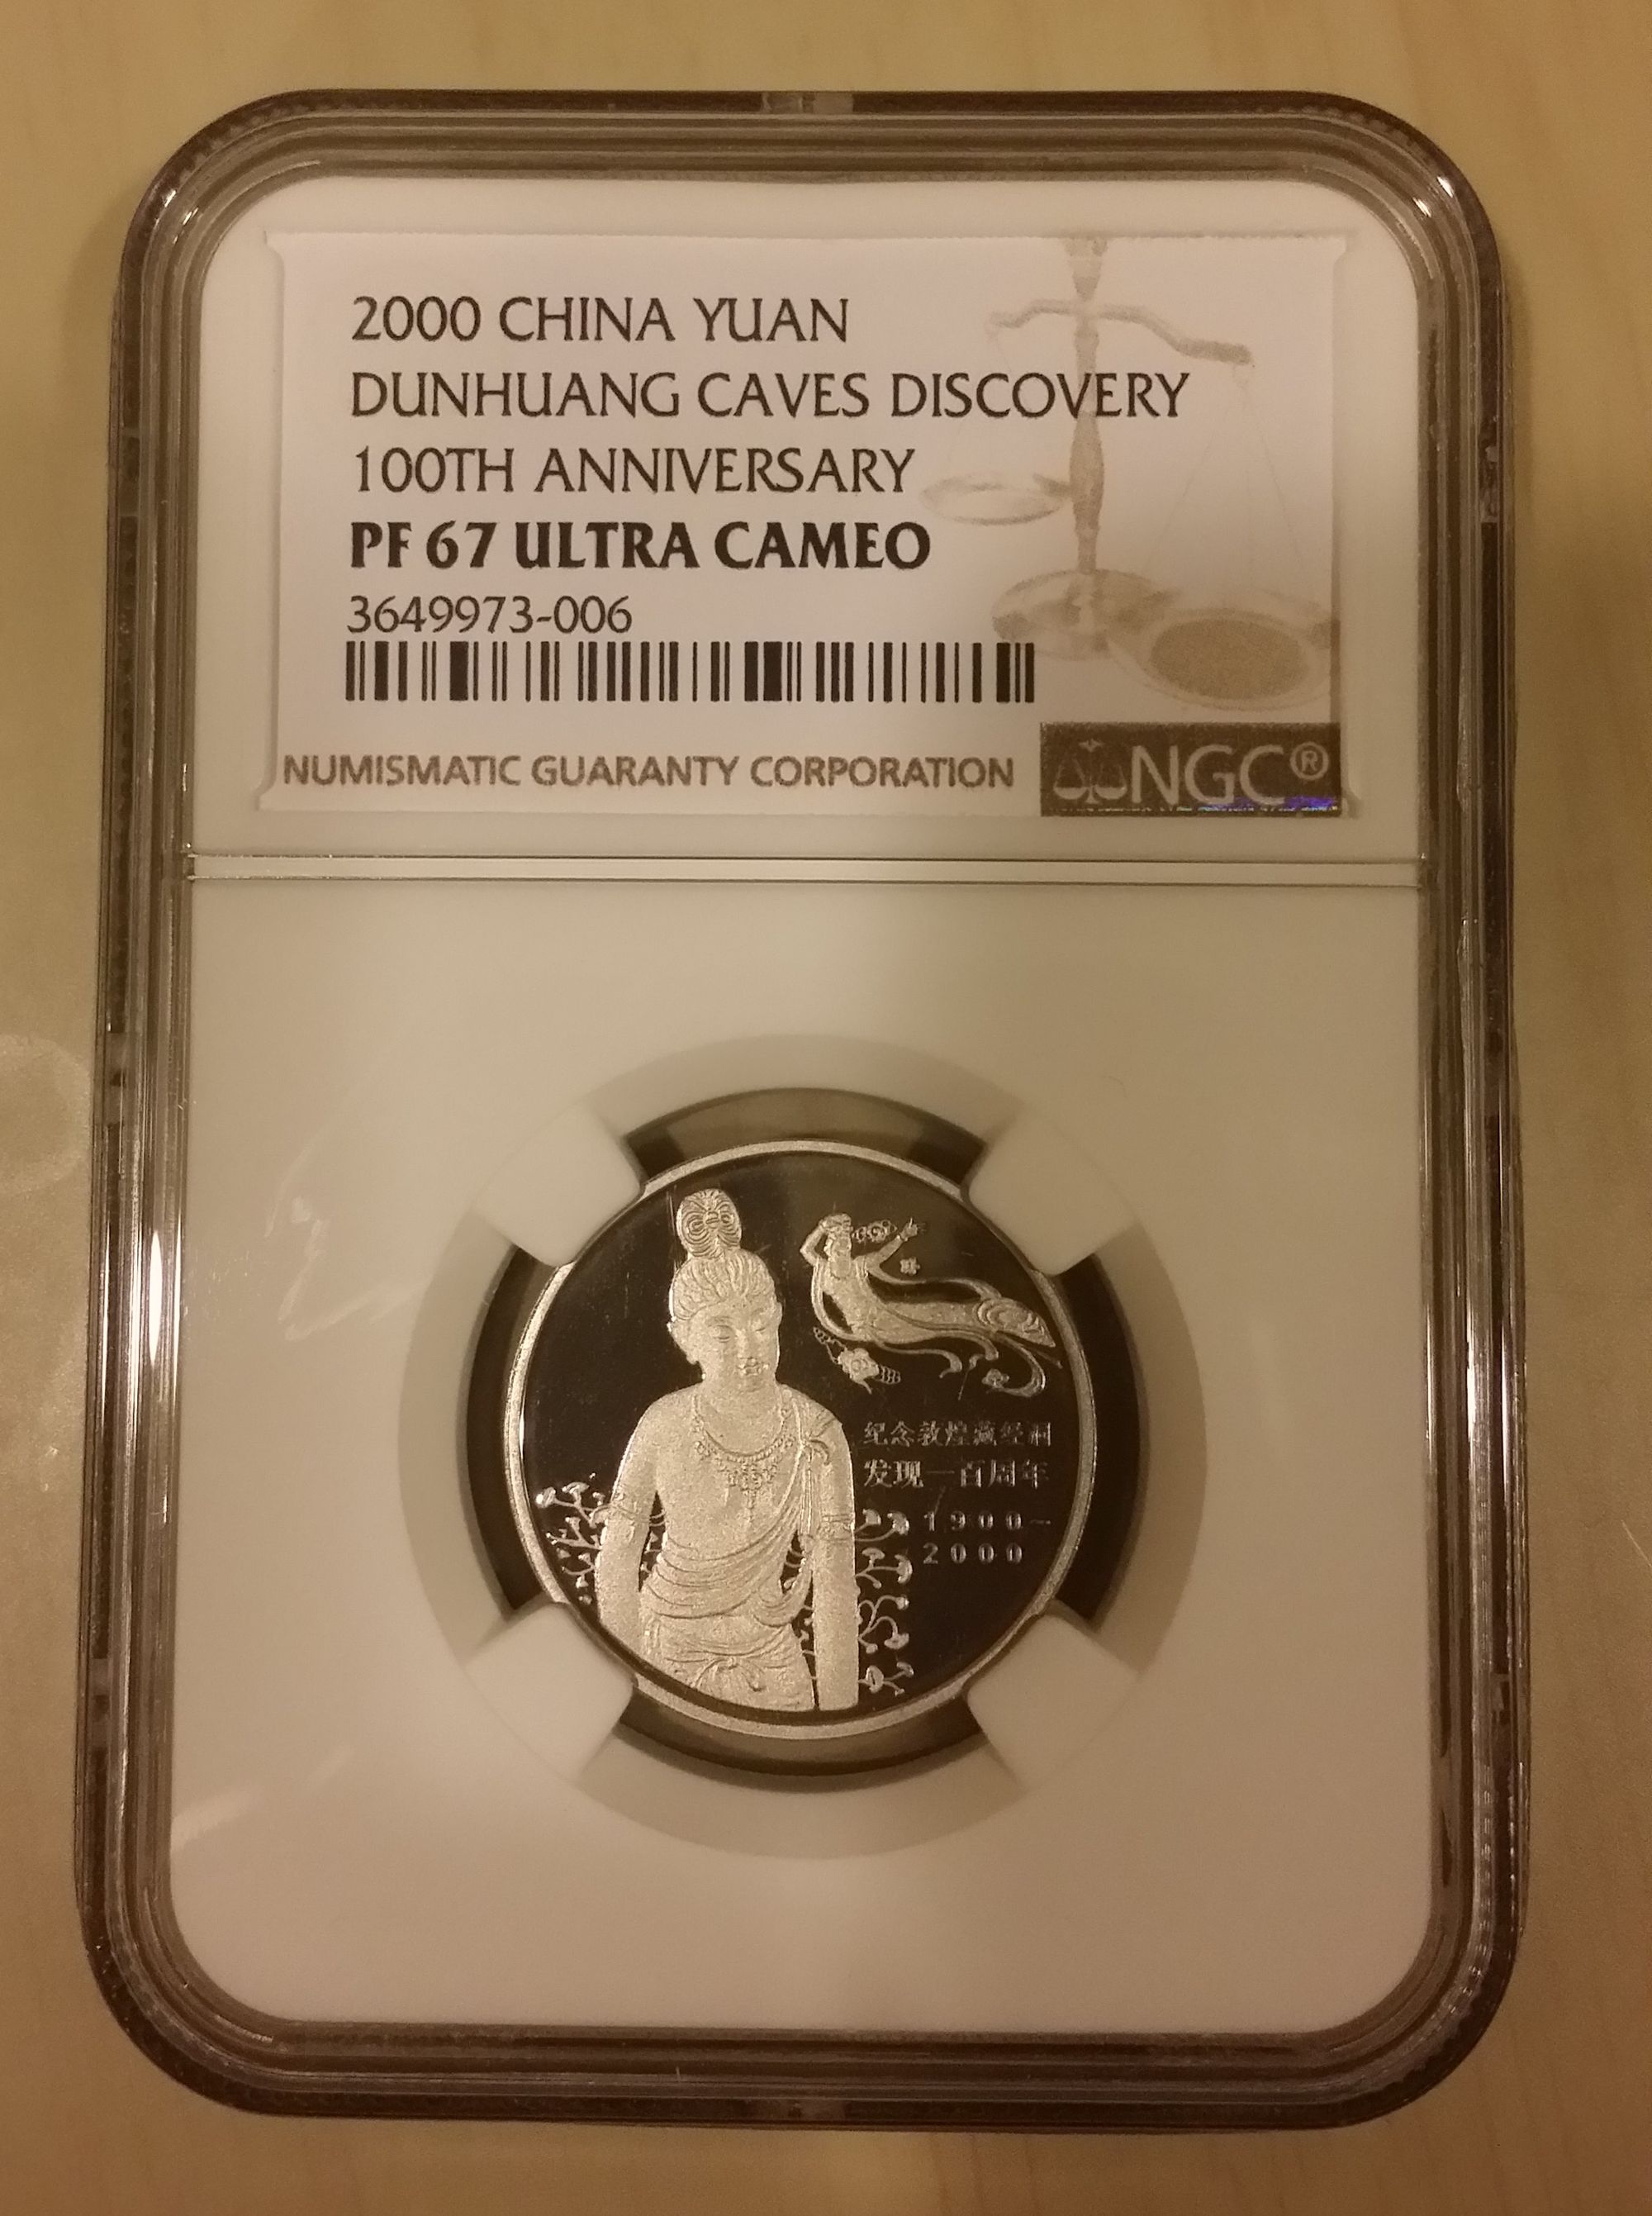 2000 CHINA YUAN
DUNHUANG CAVES DISCOVERY
100TH ANNIVERSARY
PF 67 ULTRA CAMEO
3649973-006
NUMISMATIC GUARANTY CORPORATION
NGC®
纪念敦煌藏经洞
发现一百周年
1900~
2000